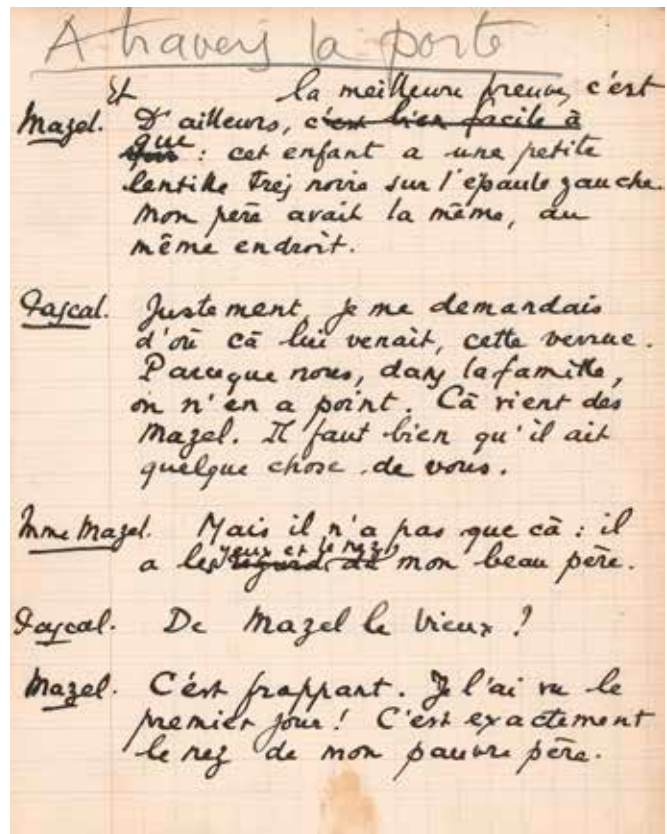 A travers la porte
Et la meilleure preuve, c'est
Mazel. D'ailleurs, c'est bien facile à
que : cet enfant a une petite
lentille très noire sur l'épaule gauche.
Mon père avait la même, au
même endroit.
Pascal. Justement, je me demandais
d'où cà lui venait, cette verrue.
Parceque nous, dans la famille,
on n'en a point. Cà vient des
Mazel. Il faut bien qu'il ait
quelque chose de vous.
Mme Mazel. Mais il n'a pas que cà : il
yeux et le nez
a les regard de mon beau père.
Pascal. De Mazel le vieux ?
Mazel. C'est frappant. Je l'ai vu le
premier jour ! C'est exactement
le nez de mon pauvre père.